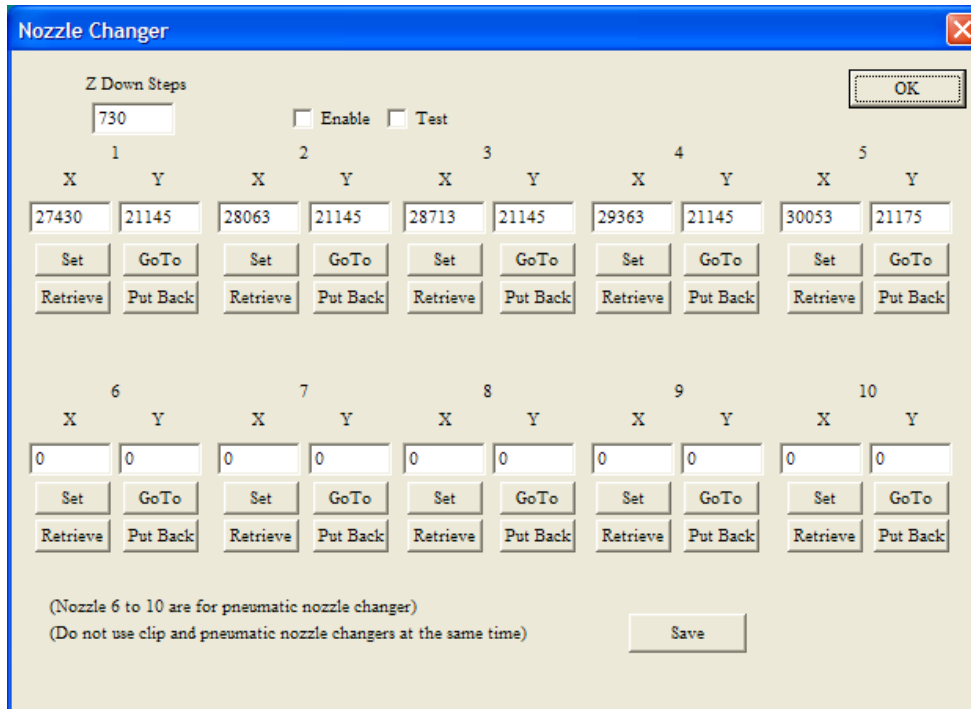 Nozzle Changer
Z Down Steps
OK
730 Enable Test
1 2 3 4 5
X Y X Y X Y X Y X Y
27430 21145 28063 21145 28713 21145 29363 21145 30053 21175
Set GoTo Set GoTo Set GoTo Set GoTo Set GoTo
Retrieve Put Back Retrieve Put Back Retrieve Put Back Retrieve Put Back Retrieve Put Back
6 7 8 9 10
X Y X Y X Y X Y X Y
0 0 0 0 0 0 0 0 0 0
Set GoTo Set GoTo Set GoTo Set GoTo Set GoTo
Retrieve Put Back Retrieve Put Back Retrieve Put Back Retrieve Put Back Retrieve Put Back
(Nozzle 6 to 10 are for pneumatic nozzle changer)
(Do not use clip and pneumatic nozzle changers at the same time)
Save